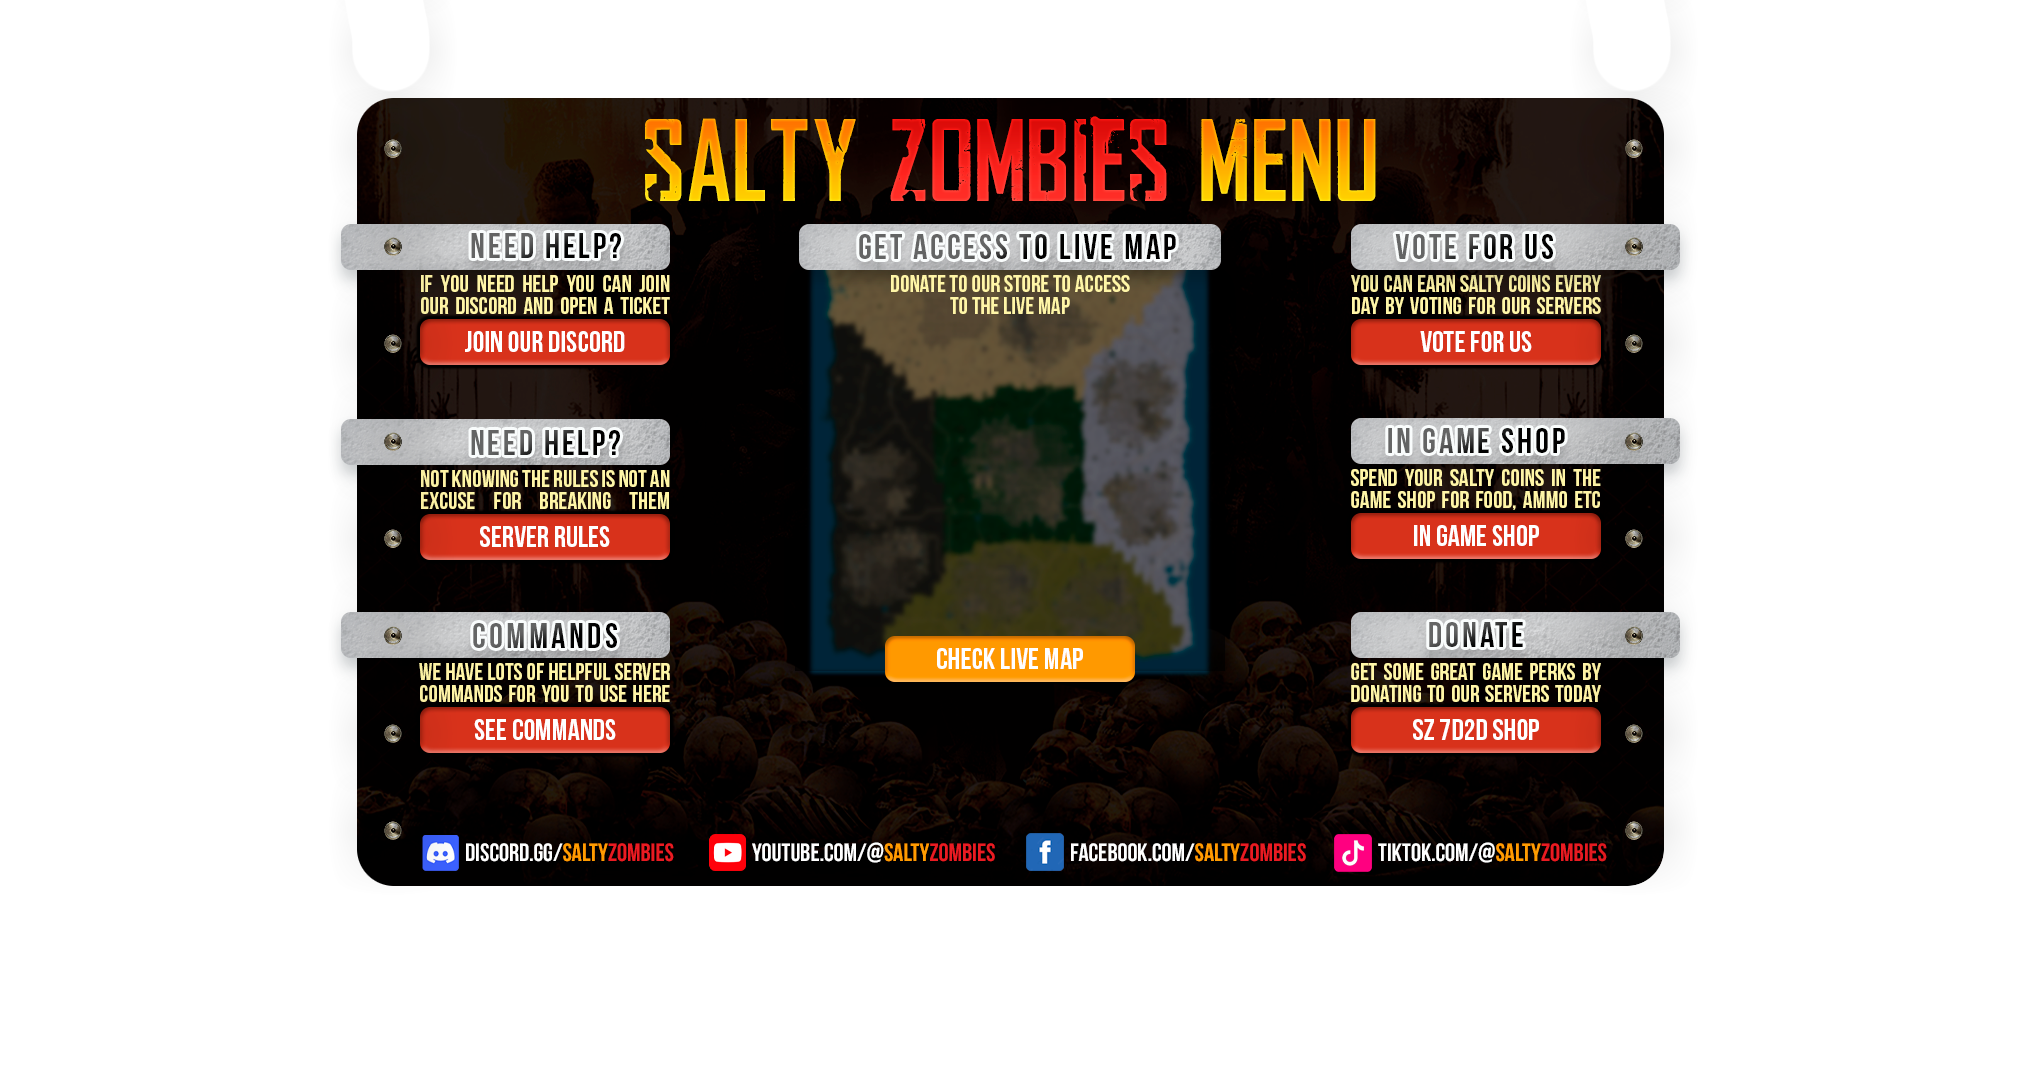 SALTY ZOMBIES MENU
NEED HELP?
IF YOU NEED HELP YOU CAN JOIN
OUR DISCORD AND OPEN A TICKET
JOIN OUR DISCORD
NEED HELP?
NOT KNOWING THE RULES IS NOT AN
EXCUSE FOR BREAKING THEM
SERVER RULES
COMMANDS
WE HAVE LOTS OF HELPFUL SERVER
COMMANDS FOR YOU TO USE HERE
SEE COMMANDS
GET ACCESS TO LIVE MAP
DONATE TO OUR STORE TO ACCESS
TO THE LIVE MAP
CHECK LIVE MAP
VOTE FOR US
YOU CAN EARN SALTY COINS EVERY
DAY BY VOTING FOR OUR SERVERS
VOTE FOR US
IN GAME SHOP
SPEND YOUR SALTY COINS IN THE
GAME SHOP FOR FOOD, AMMO ETC
IN GAME SHOP
DONATE
GET SOME GREAT GAME PERKS BY
DONATING TO OUR SERVERS TODAY
SZ 7D2D SHOP
DISCORD.GG/SALTYZOMBIES
YOUTUBE.COM/@SALTYZOMBIES
FACEBOOK.COM/SALTYZOMBIES
TIKTOK.COM/@SALTYZOMBIES